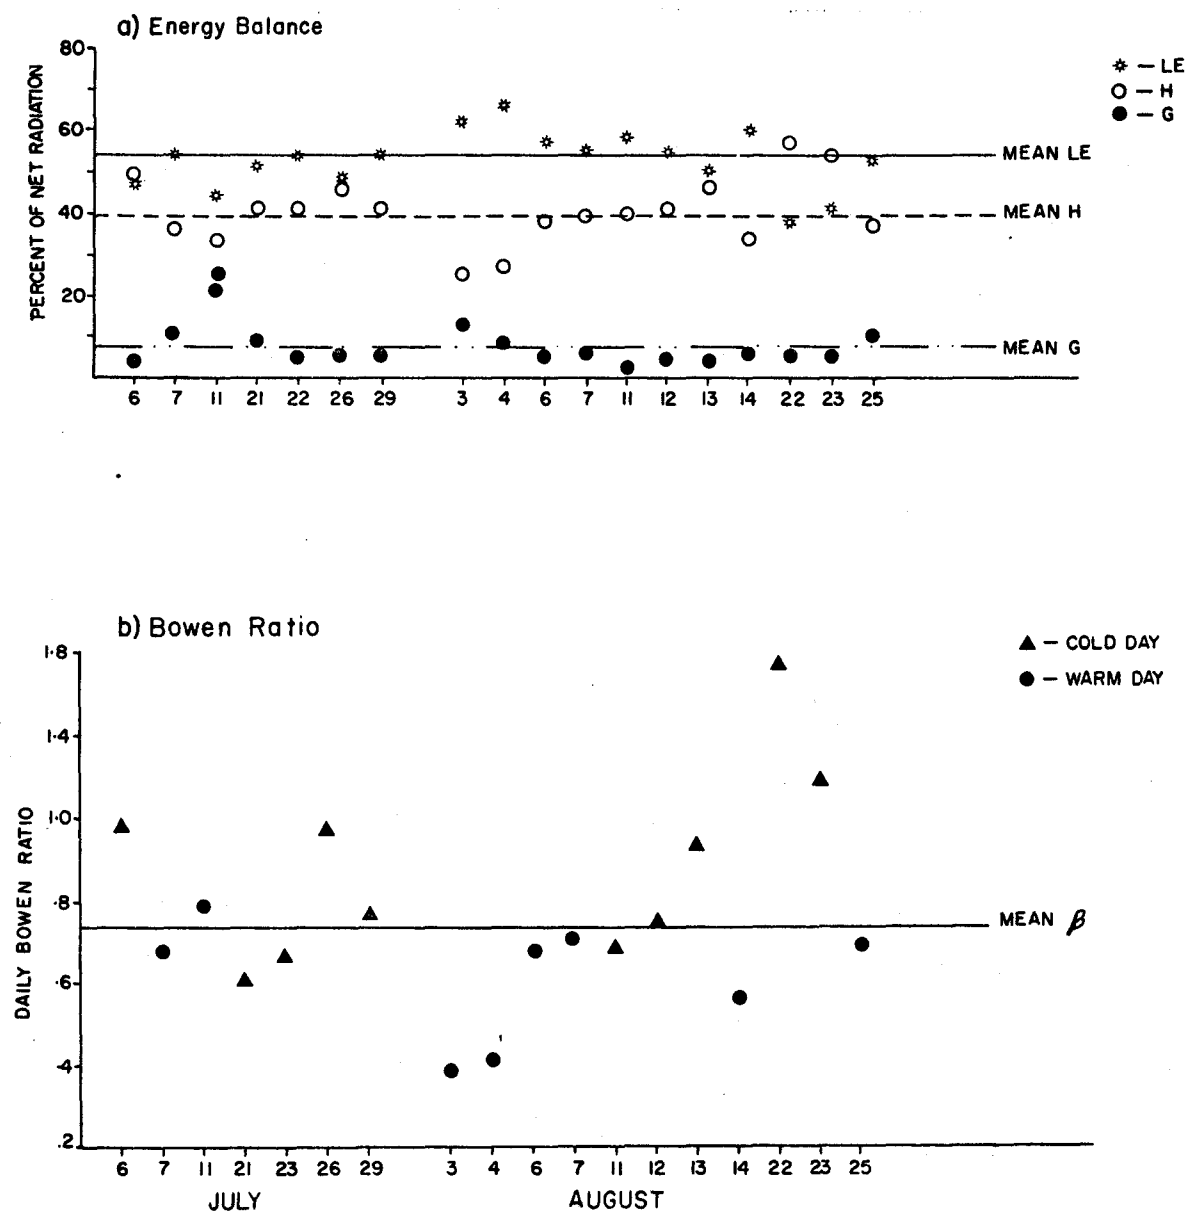 a) Energy Balance
80
60
40
20
PERCENT OF NET RADIATION
LE
H
G
MEAN LE
MEAN H
MEAN G
6 7 11 21 22 26 29 3 4 6 7 11 12 13 14 22 23 25
b) Bowen Ratio
1.8
1.4
1.0
.8
.6
.4
.2
DAILY BOWEN RATIO
COLD DAY
WARM DAY
MEAN β
6 7 11 21 23 26 29 3 4 6 7 11 12 13 14 22 23 25
JULY AUGUST